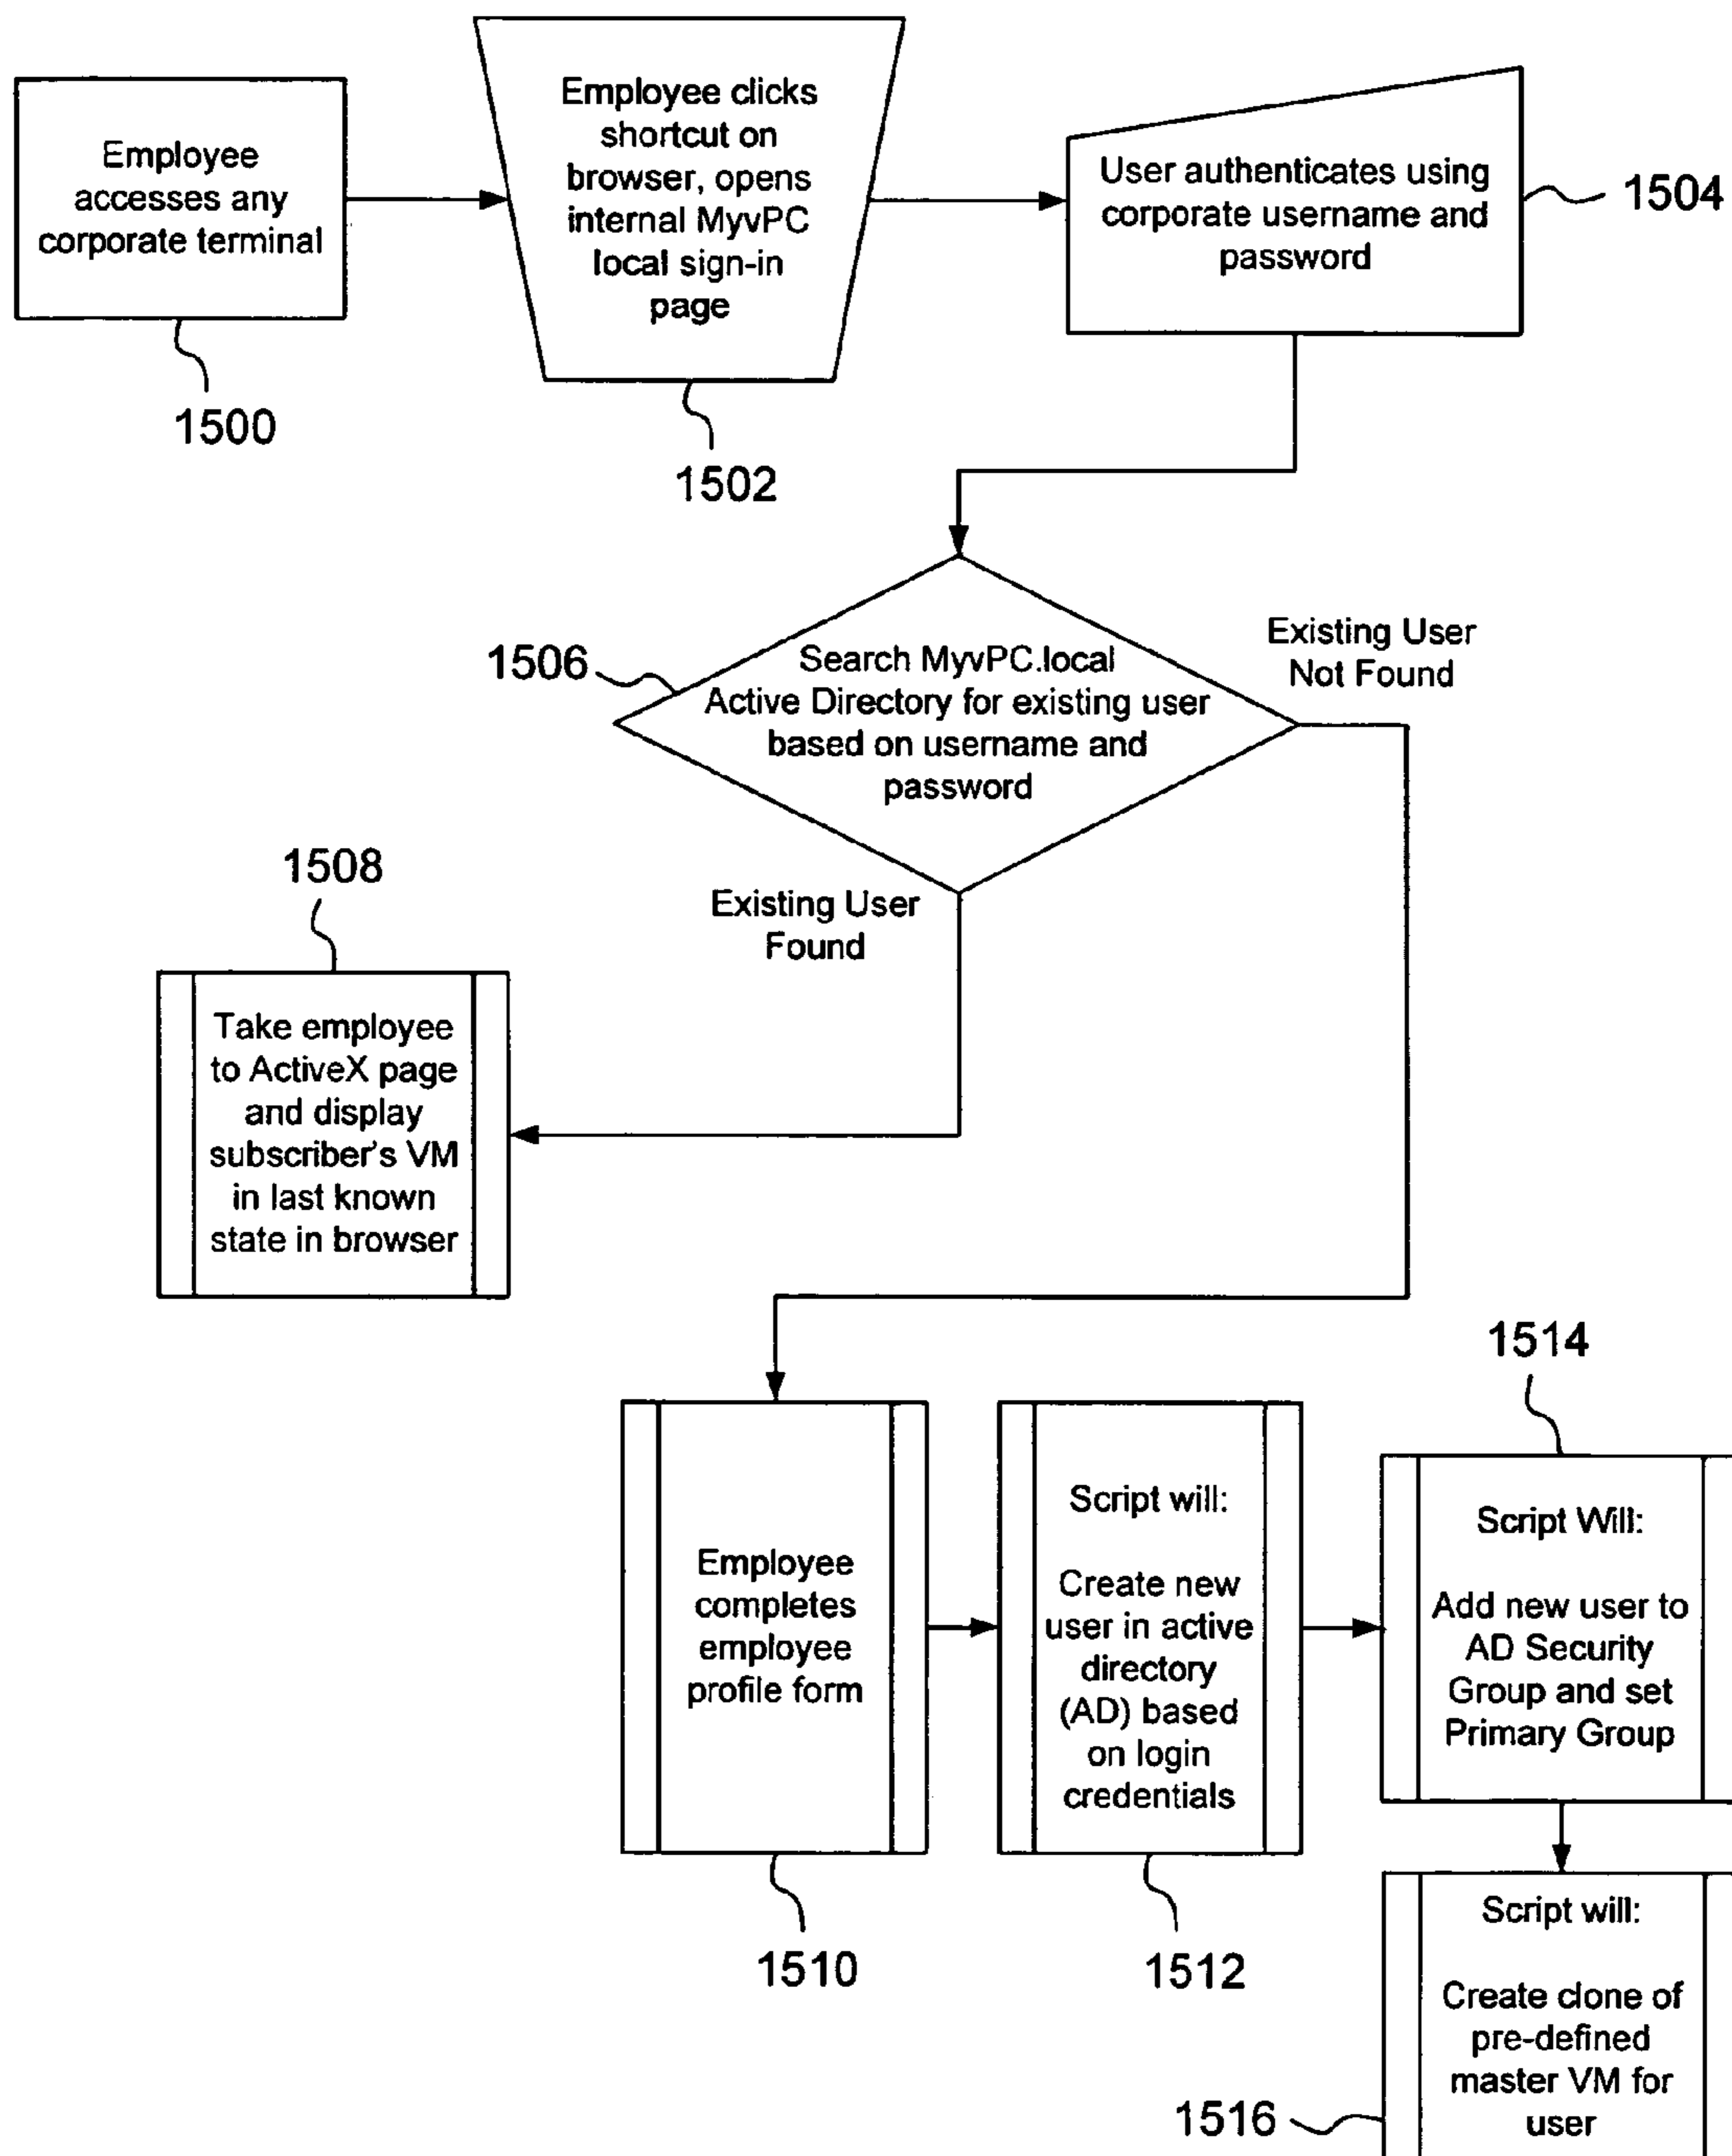 Employee
accesses any
corporate terminal
1500
Employee clicks
shortcut on
browser, opens
internal MyvPC
local sign-in
page
1502
User authenticates using
corporate username and
password
1504
1506
Search MyvPC.local
Active Directory for existing user
based on username and
password
Existing User
Not Found
Existing User
Found
1508
Take employee
to ActiveX page
and display
subscriber's VM
in last known
state in browser
Employee
completes
employee
profile form
1510
Script will:
Create new
user in active
directory
(AD) based
on login
credentials
1512
1514
Script Will:
Add new user to
AD Security
Group and set
Primary Group
Script will:
Create clone of
pre-defined
master VM for
user
1516